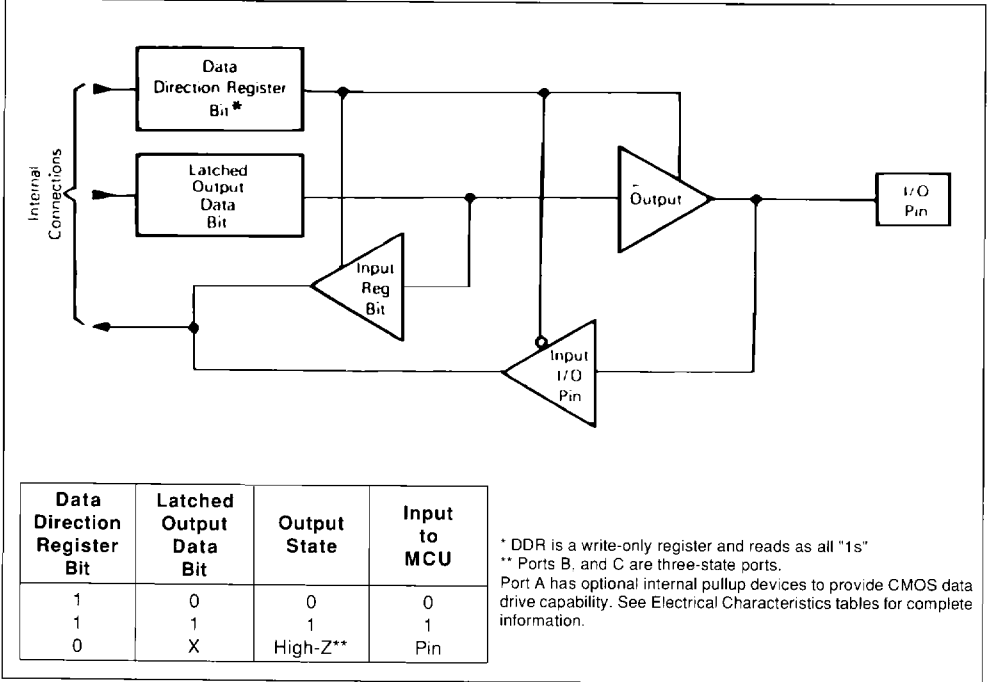 Data
Direction Register
Bit*
Internal
Connections
Latched
Output
Data
Bit
Output
I/O
Pin
Input
Reg
Bit
Input
I/O
Pin
Data Direction Register Bit
Latched Output Data Bit
Output State
Input to MCU
1 0 0 0
1 1 1 1
0 X High-Z** Pin
* DDR is a write-only register and reads as all "1s"
** Ports B, and C are three-state ports.
Port A has optional internal pullup devices to provide CMOS data
drive capability. See Electrical Characteristics tables for complete
information.